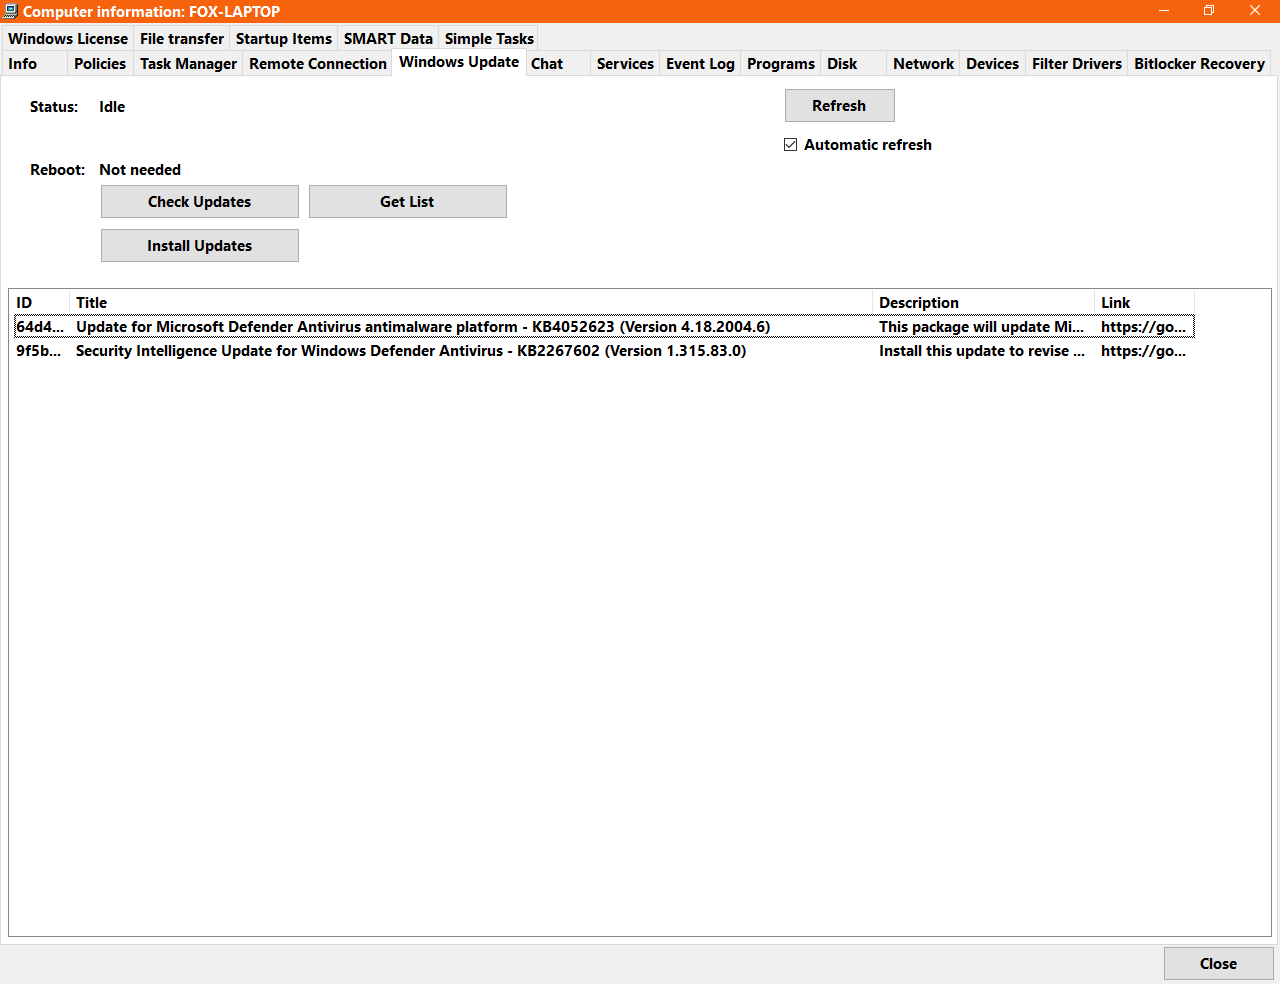 Computer information: FOX-LAPTOP
Windows License File transfer Startup Items SMART Data Simple Tasks
Info Policies Task Manager Remote Connection Windows Update Chat Services Event Log Programs Disk Network Devices Filter Drivers Bitlocker Recovery
Status: Idle Refresh
Automatic refresh
Reboot: Not needed
Check Updates Get List
Install Updates
ID Title Description Link
64d4... Update for Microsoft Defender Antivirus antimalware platform - KB4052623 (Version 4.18.2004.6) This package will update Mi... https://go...
9f5b... Security Intelligence Update for Windows Defender Antivirus - KB2267602 (Version 1.315.83.0) Install this update to revise ... https://go...
Close